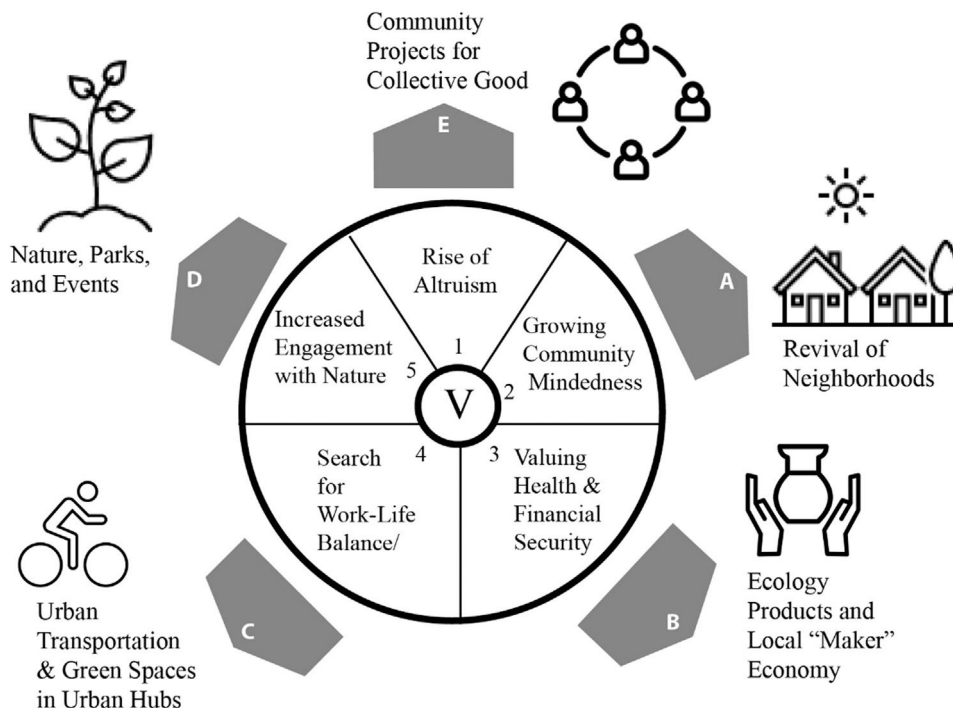 Community
Projects for
Collective Good
E
Nature, Parks,
and Events
D
A
Revival of
Neighborhoods
Rise of
Altruism
1
Growing
Community
Mindedness
2
Increased
Engagement
with Nature
5
V
Search
for
Work-Life
Balance/
4
Valuing
Health &
Financial
Security
3
Urban
Transportation
& Green Spaces
in Urban Hubs
C
B
Ecology
Products and
Local “Maker”
Economy